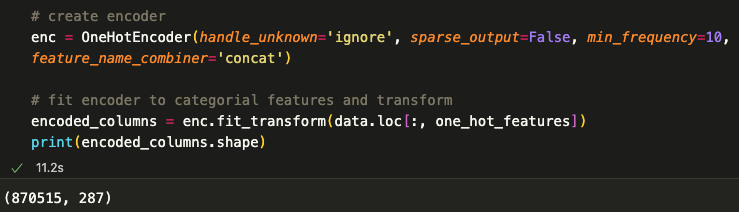 # create encoder
enc = OneHotEncoder(handle_unknown='ignore', sparse_output=False, min_frequency=10,
feature_name_combiner='concat')
# fit encoder to categorial features and transform
encoded_columns = enc.fit_transform(data.loc[:, one_hot_features])
print(encoded_columns.shape)
✓ 11.2s
(870515, 287)